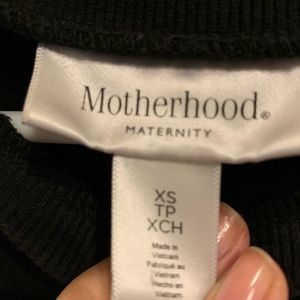 Motherhood®
MATERNITY
XS
TP
XCH
Made in
Vietnam
Fabriqué au
Vietnam
Hecho en
Vietnam